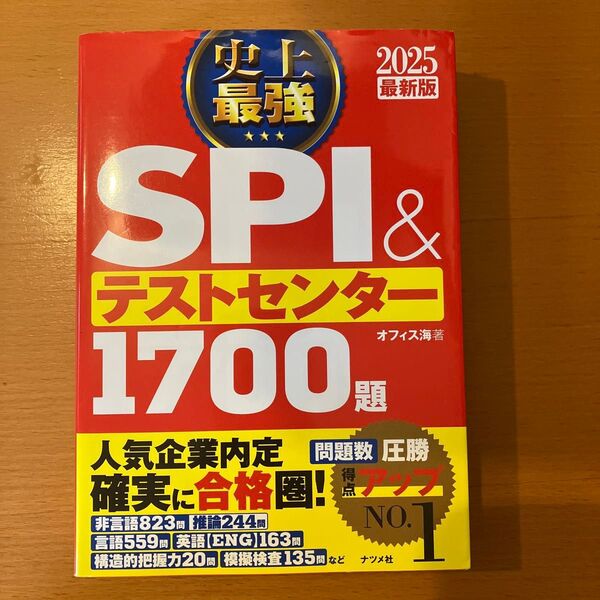 史上
最強
2025
最新版
SPI&
テストセンター
オフィス海 著
1700題
人気企業内定
確実に合格圏!
問題数 圧勝
得点アップ
NO.1
非言語823問 推論244問
言語559問 英語(ENG)163問
構造的把握力20問 模擬検査135問 など
ナツメ社